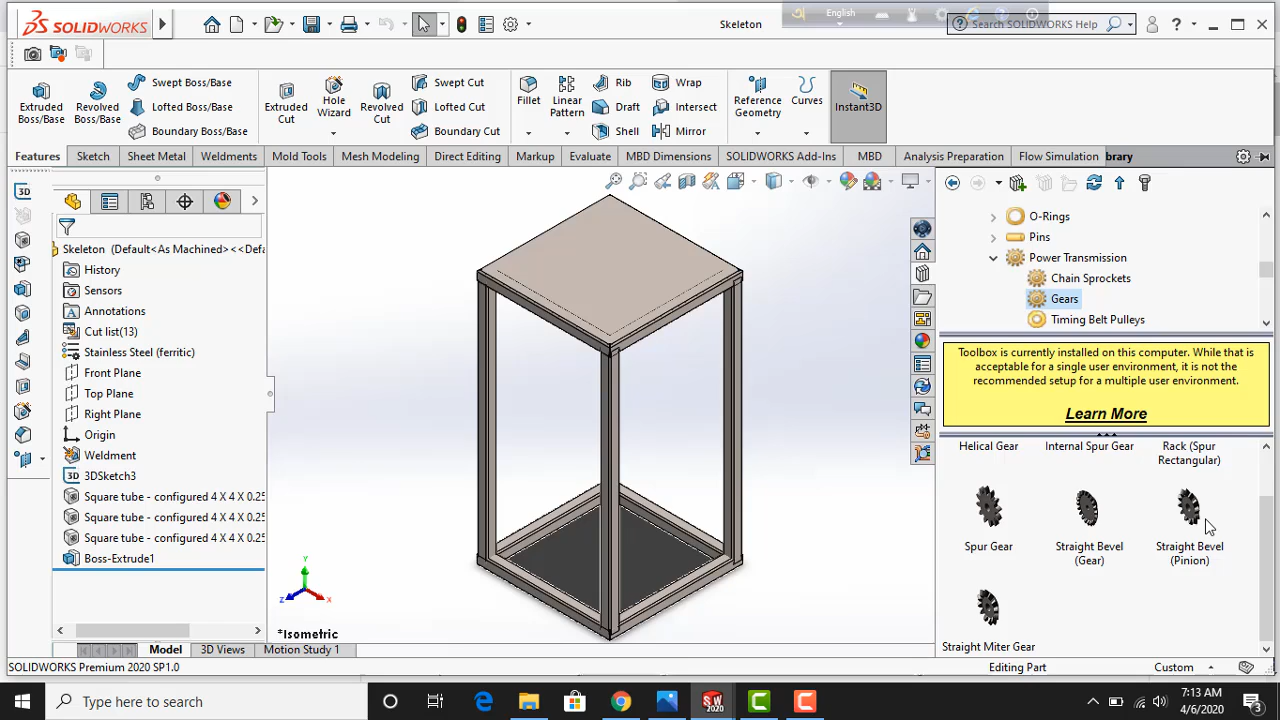 SOLIDWORKS
Skeleton
English
Search SOLIDWORKS Help
Extruded Boss/Base
Revolved Boss/Base
Swept Boss/Base
Lofted Boss/Base
Boundary Boss/Base
Extruded Cut
Hole Wizard
Revolved Cut
Swept Cut
Lofted Cut
Boundary Cut
Fillet
Linear Pattern
Rib
Draft
Shell
Wrap
Intersect
Mirror
Reference Geometry
Curves
Instant3D
Features
Sketch
Sheet Metal
Weldments
Mold Tools
Mesh Modeling
Direct Editing
Markup
Evaluate
MBD Dimensions
SOLIDWORKS Add-Ins
MBD
Analysis Preparation
Flow Simulation
library
Skeleton (Default<As Machined><<Defa
History
Sensors
Annotations
Cut list(13)
Stainless Steel (ferritic)
Front Plane
Top Plane
Right Plane
Origin
Weldment
3DSketch3
Square tube - configured 4 X 4 X 0.25
Square tube - configured 4 X 4 X 0.25
Square tube - configured 4 X 4 X 0.25
Boss-Extrude1
Y
Z
X
*Isometric
O-Rings
Pins
Power Transmission
Chain Sprockets
Gears
Timing Belt Pulleys
Toolbox is currently installed on this computer. While that is
acceptable for a single user environment, it is not the
recommended setup for a multiple user environment.
Learn More
Helical Gear
Internal Spur Gear
Rack (Spur
Rectangular)
Spur Gear
Straight Bevel
(Gear)
Straight Bevel
(Pinion)
Straight Miter Gear
Model
3D Views
Motion Study 1
SOLIDWORKS Premium 2020 SP1.0
Editing Part
Custom
Type here to search
SW
2020
7:13 AM
4/6/2020
3